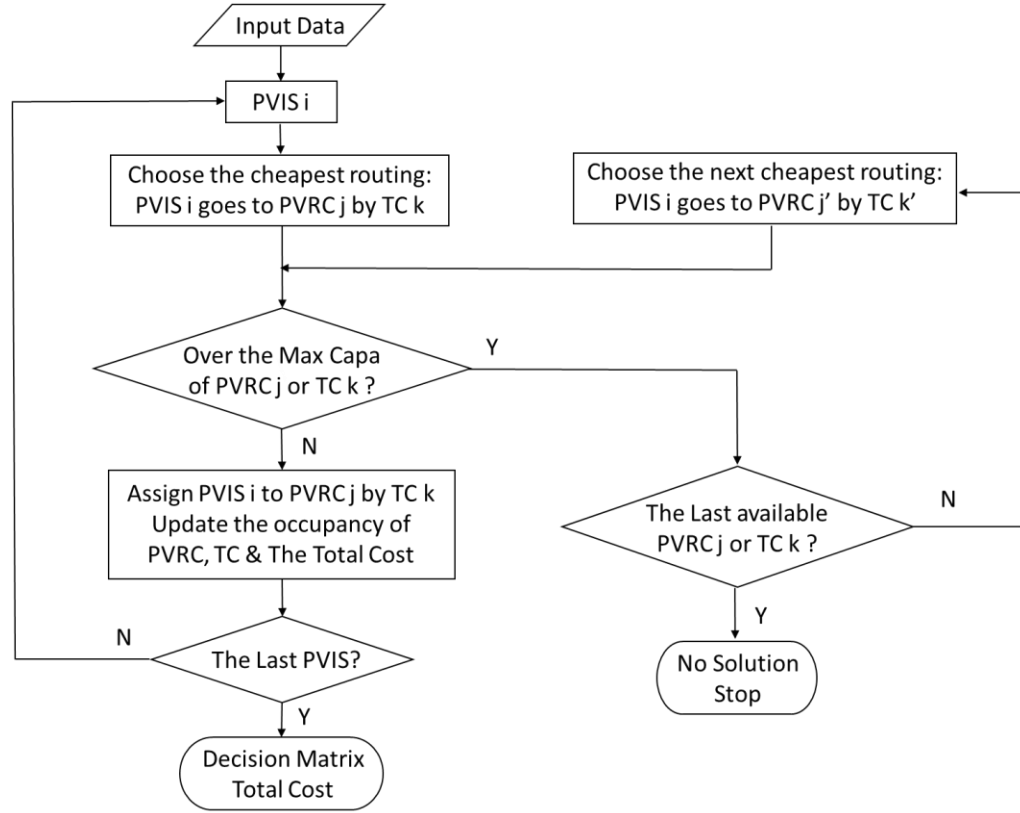 Input Data
PVIS i
Choose the cheapest routing:
PVIS i goes to PVRC j by TC k
Choose the next cheapest routing:
PVIS i goes to PVRC j’ by TC k’
Over the Max Capa
of PVRC j or TC k ?
Y
N
Assign PVIS i to PVRC j by TC k
Update the occupancy of
PVRC, TC & The Total Cost
The Last available
PVRC j or TC k ?
N
Y
No Solution
Stop
The Last PVIS?
N
Y
Decision Matrix
Total Cost